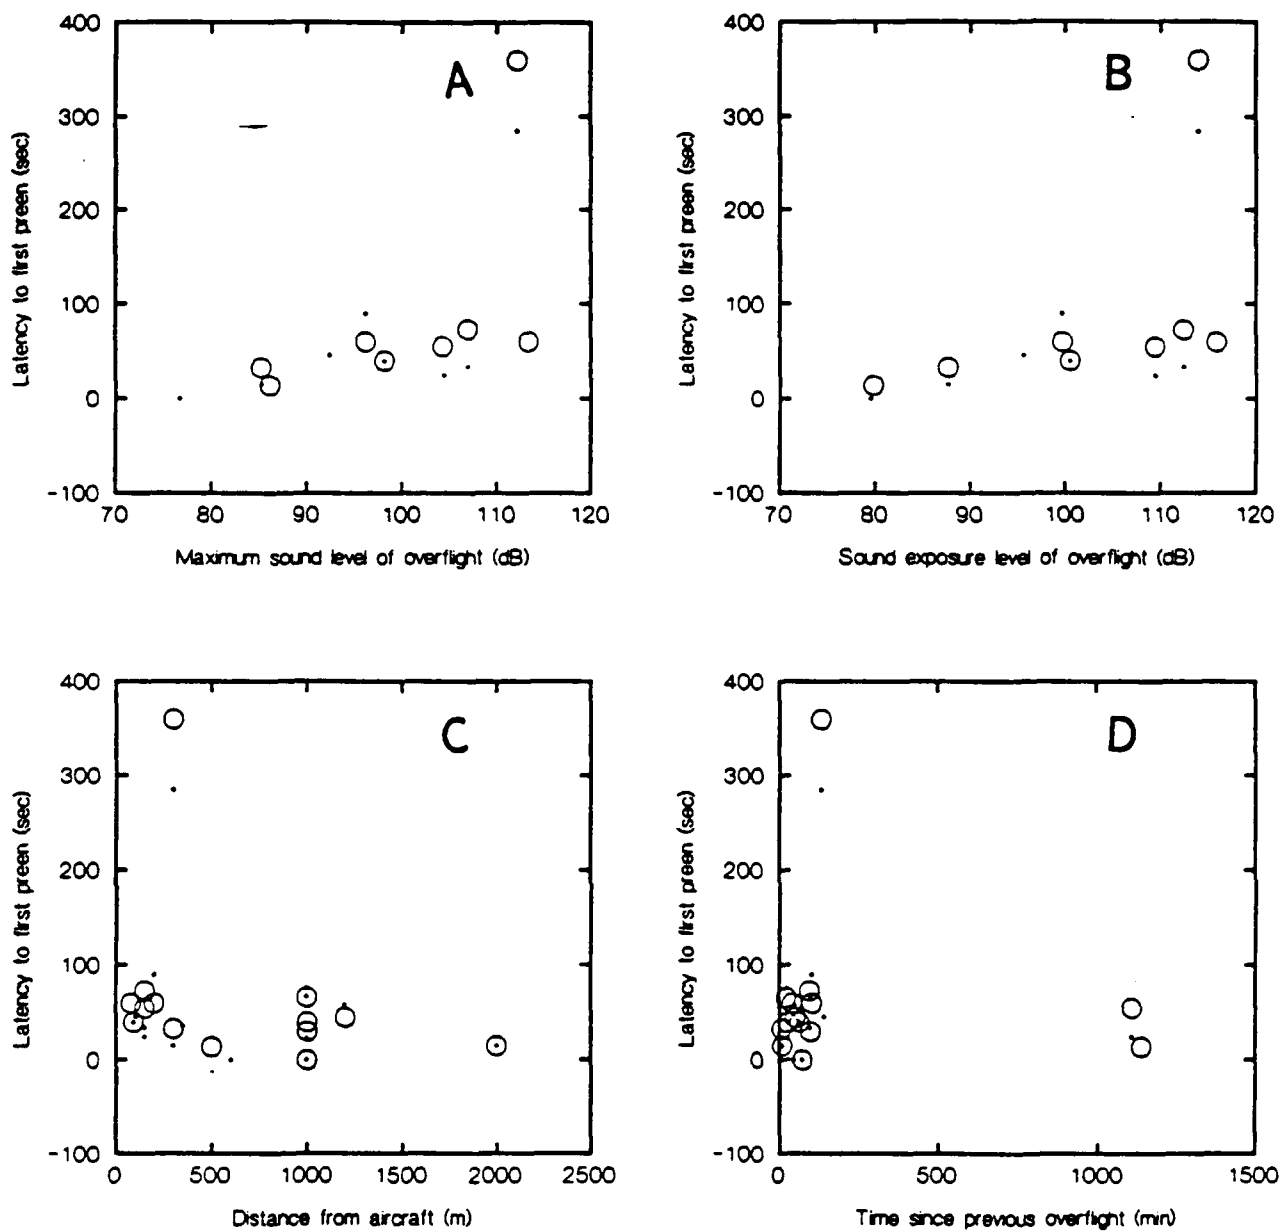 400
300
200
100
0
-100
70 80 90 100 110 120
Latency to first preen (sec)
Maximum sound level of overflight (dB)
A
400
300
200
100
0
-100
70 80 90 100 110 120
Latency to first preen (sec)
Sound exposure level of overflight (dB)
B
400
300
200
100
0
-100
0 500 1000 1500 2000 2500
Latency to first preen (sec)
Distance from aircraft (m)
C
400
300
200
100
0
-100
0 500 1000 1500
Latency to first preen (sec)
Time since previous overflight (min)
D